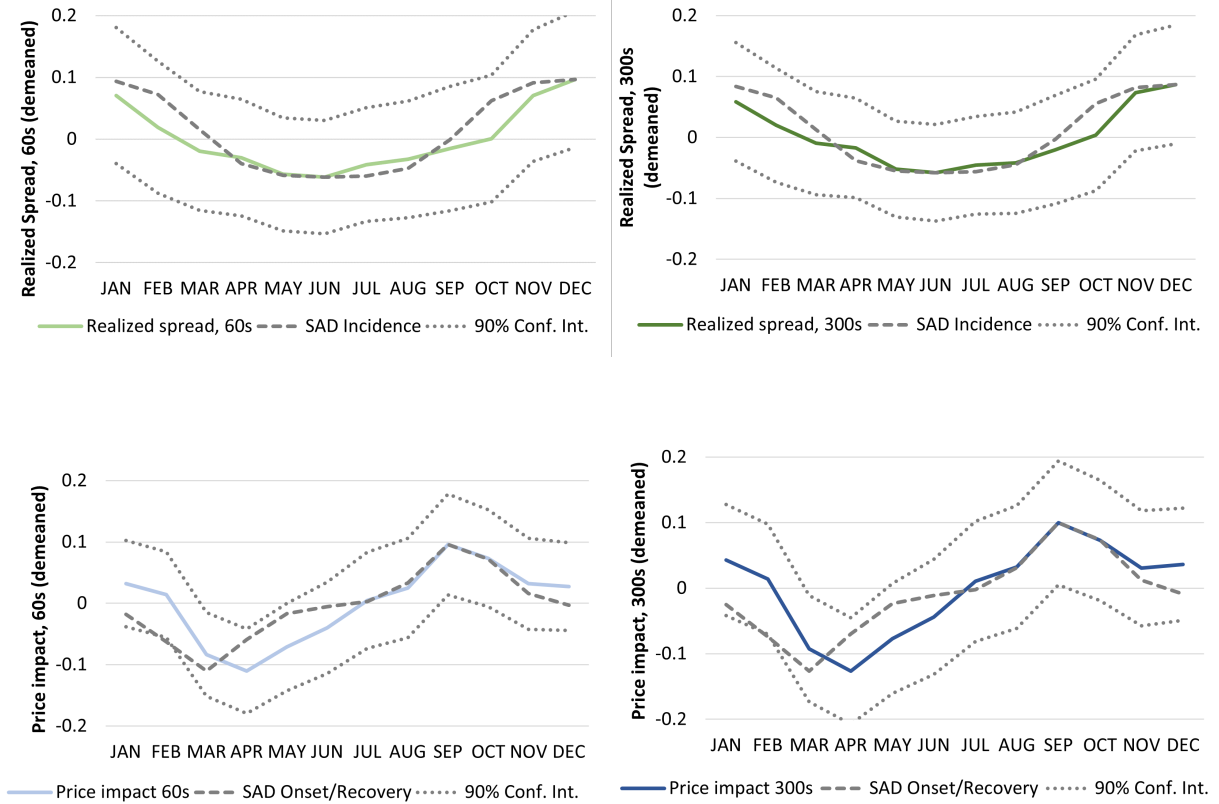 Realized Spread, 60s (demeaned)
0.2
0.1
0
-0.1
-0.2
JAN FEB MAR APR MAY JUN JUL AUG SEP OCT NOV DEC
Realized spread, 60s SAD Incidence 90% Conf. Int.
Realized Spread, 300s
(demeaned)
0.2
0.1
0
-0.1
-0.2
JAN FEB MAR APR MAY JUN JUL AUG SEP OCT NOV DEC
Realized spread, 300s SAD Incidence 90% Conf. Int.
Price impact, 60s (demeaned)
0.2
0.1
0
-0.1
-0.2
JAN FEB MAR APR MAY JUN JUL AUG SEP OCT NOV DEC
Price impact 60s SAD Onset/Recovery 90% Conf. Int.
Price impact, 300s (demeaned)
0.2
0.1
0
-0.1
-0.2
JAN FEB MAR APR MAY JUN JUL AUG SEP OCT NOV DEC
Price impact 300s SAD Onset/Recovery 90% Conf. Int.